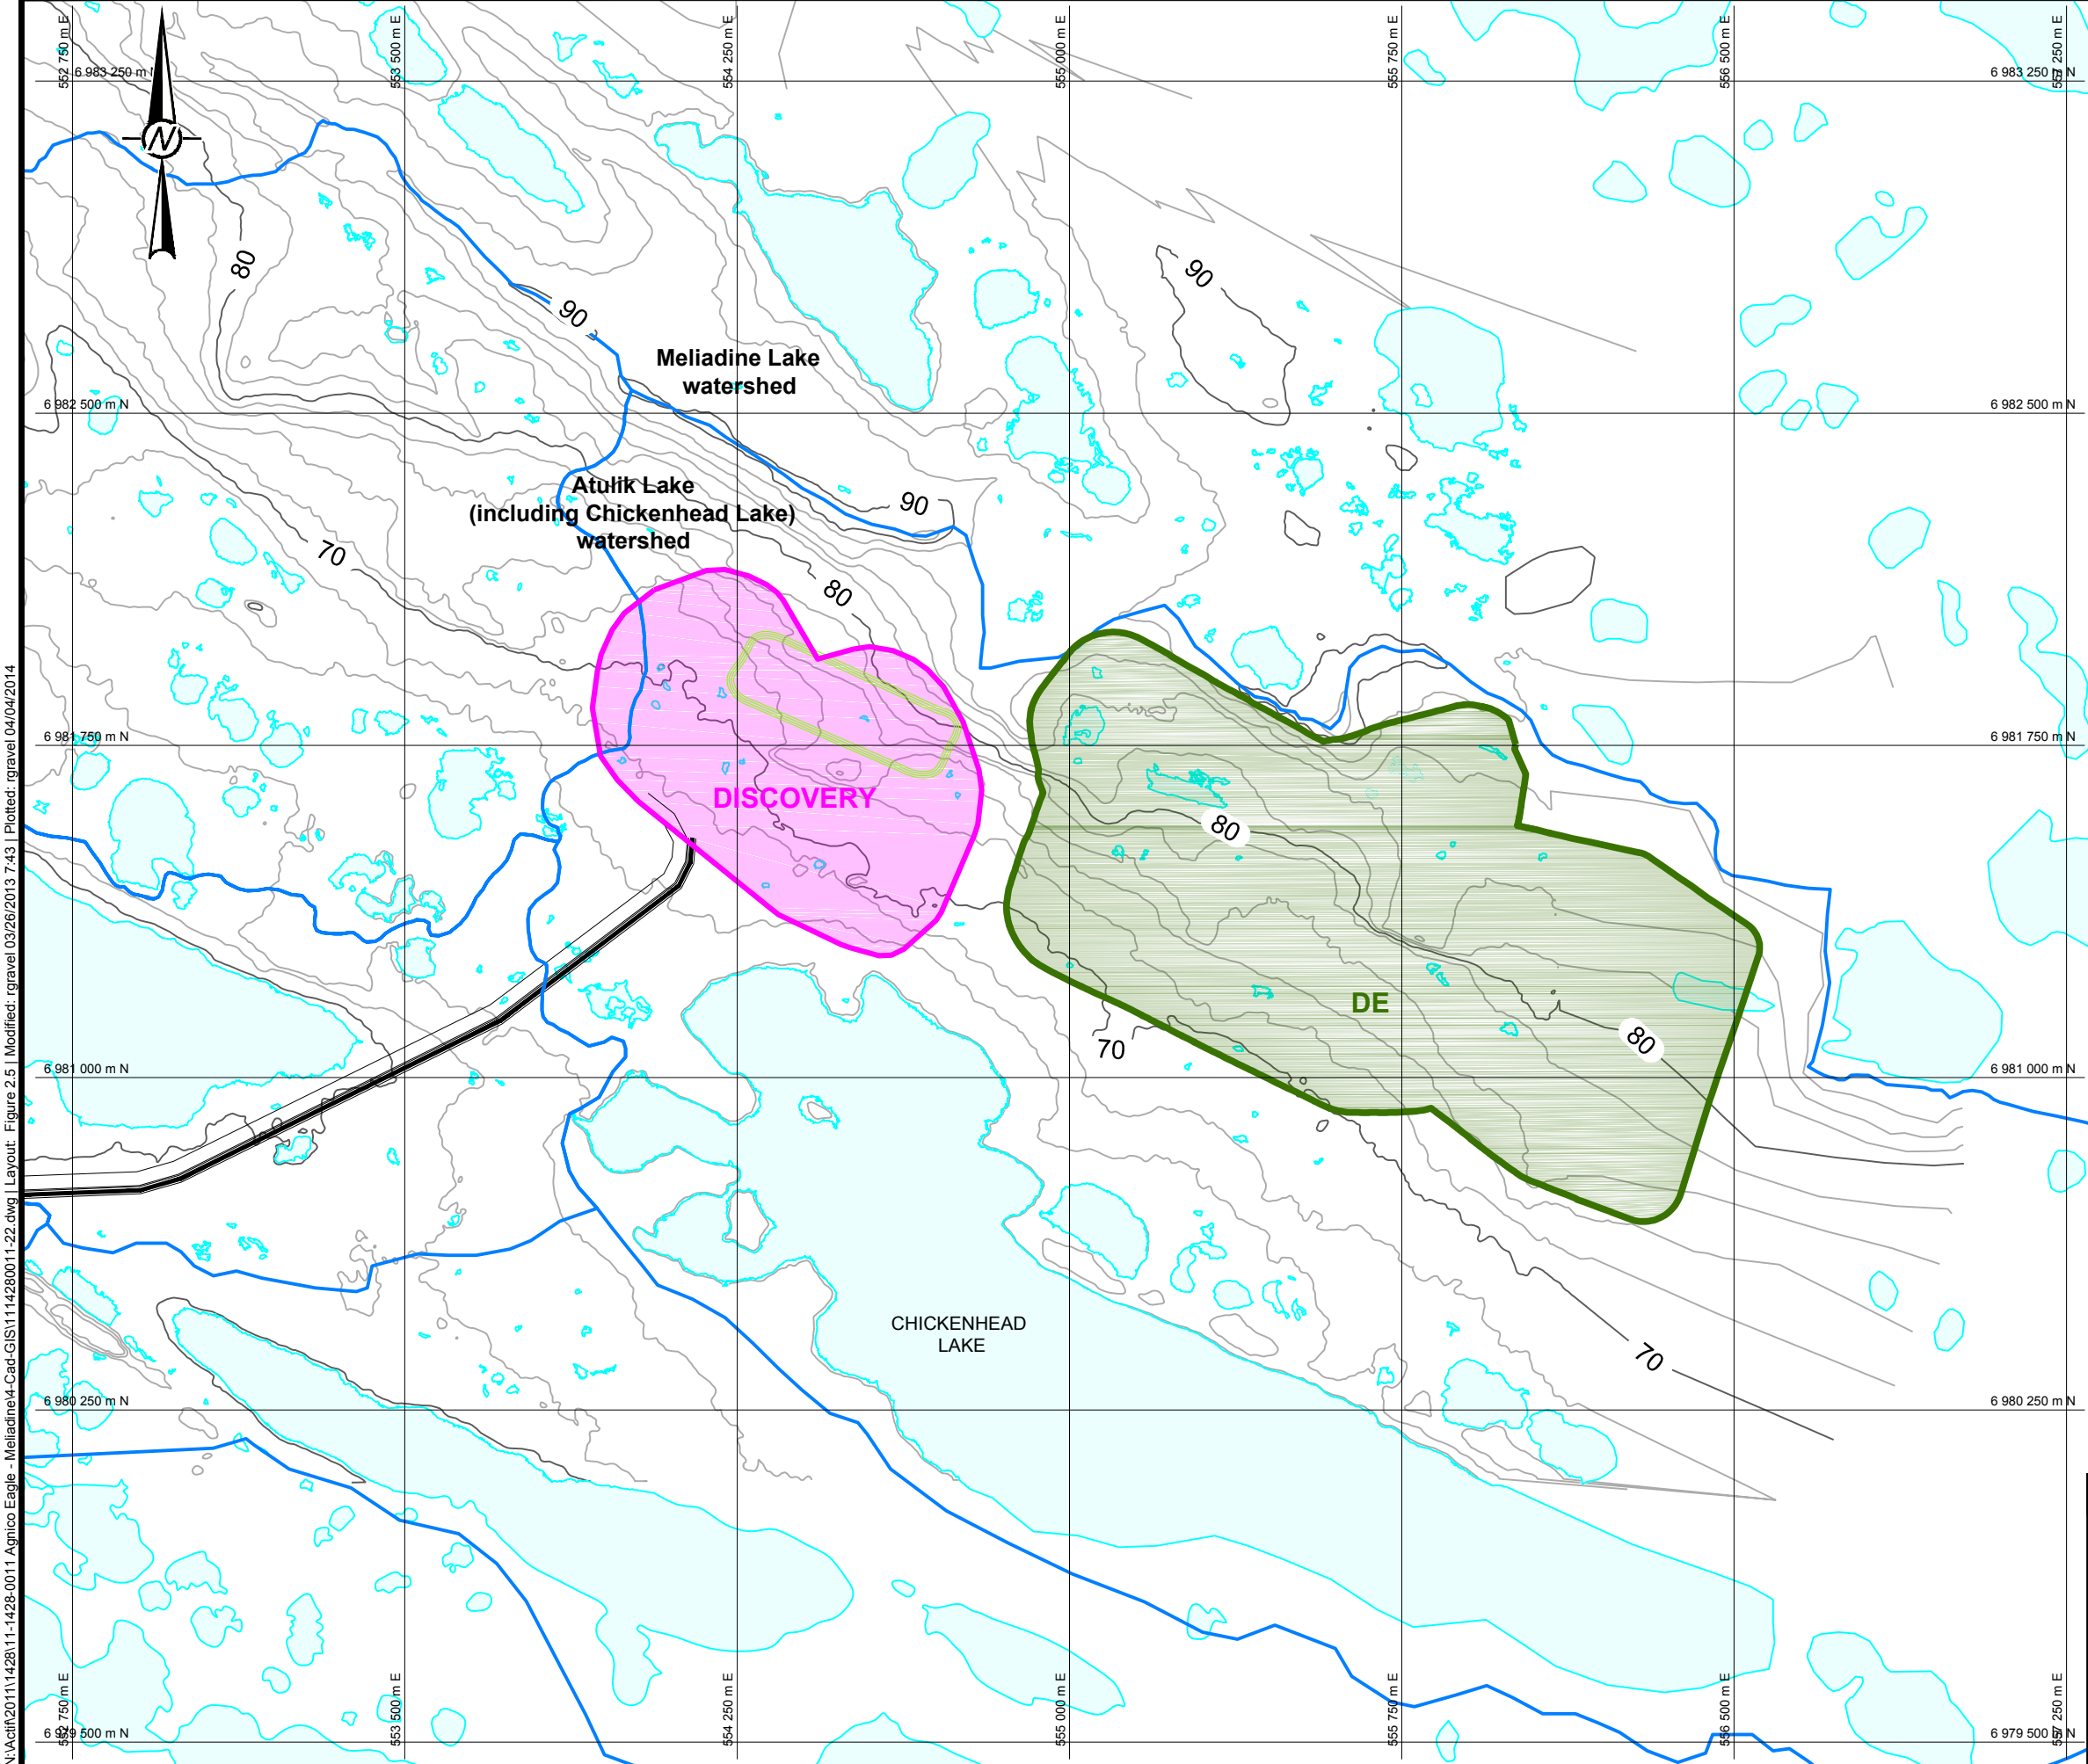 552 750 m E
553 500 m E
554 250 m E
555 000 m E
555 750 m E
556 500 m E
557 250 m E
6 983 250 m N
6 983 250 m N
N
80
90
90
Meliadine Lake
watershed
6 982 500 m N
6 982 500 m N
Atulik Lake
(including Chickenhead Lake)
watershed
90
70
80
6 981 750 m N
6 981 750 m N
DISCOVERY
80
DE
80
70
6 981 000 m N
6 981 000 m N
CHICKENHEAD
LAKE
70
6 980 250 m N
6 980 250 m N
6 979 500 m N
6 979 500 m N
552 750 m E
553 500 m E
554 250 m E
555 000 m E
555 750 m E
556 500 m E
557 250 m E
N:\Actif\2011\1428\11-1428-0011 Agnico Eagle - Meliadine\4-Cad-GIS\1114280011-22.dwg | Layout: Figure 2.5 | Modified: rgravel 03/26/2013 7:43 | Plotted: rgravel 04/04/2014